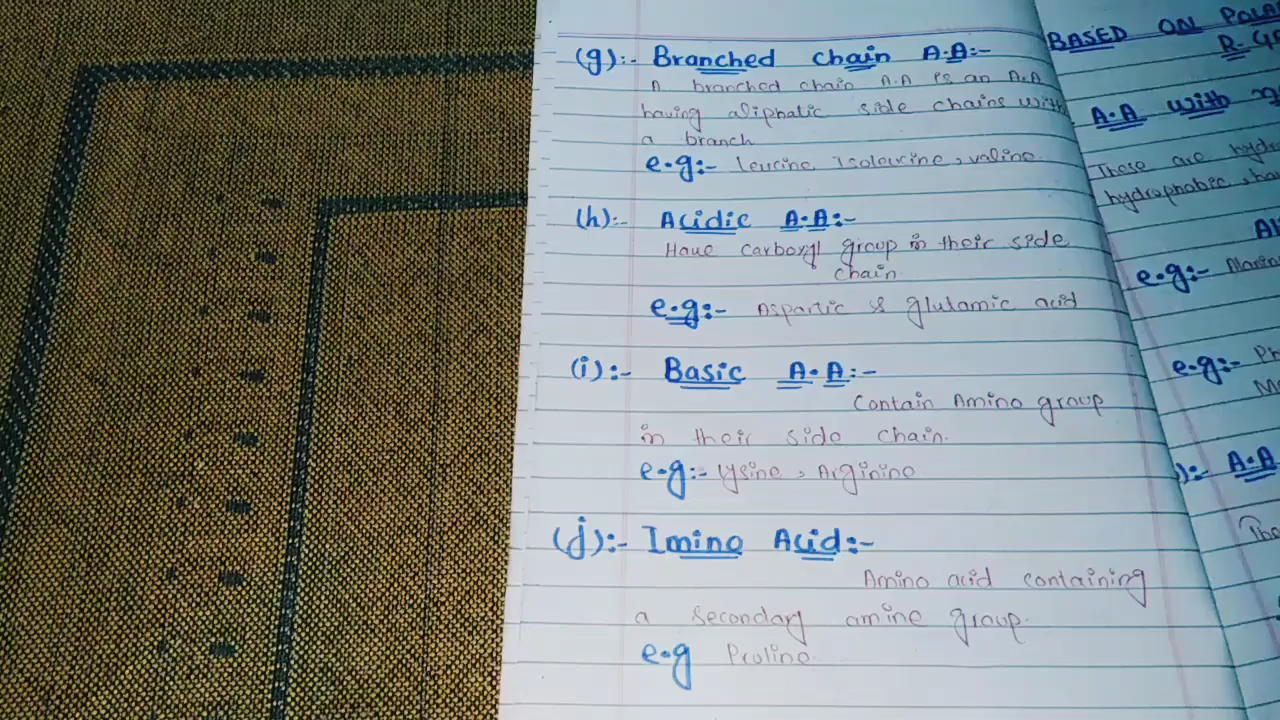 (g):- Branched chain A.A:-
A branched chain A.A is an A.A
having aliphatic side chains with
a branch
e.g:- leucine, Isoleucine, valine.
(h):- Acidic A.A:-
Have carboxyl group in their side
chain.
e.g:- Aspartic & glutamic acid
(i):- Basic A.A:-
Contain Amino group
in their side chain.
e.g:- Lysine, Arginine
(j):- Imino Acid:-
Amino acid containing
a secondary amine group.
e.g Proline.
BASED ON
A.A with
These are
hydrophobic,
e.g:-
e.g:-
):- A.A